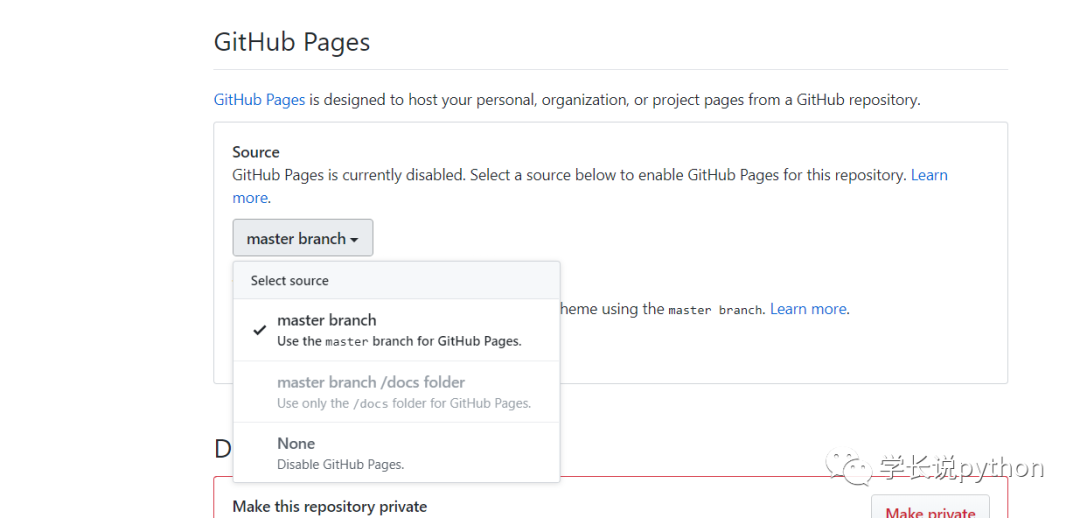 GitHub Pages
GitHub Pages is designed to host your personal, organization, or project pages from a GitHub repository.
Source
GitHub Pages is currently disabled. Select a source below to enable GitHub Pages for this repository. Learn
more.
master branch
Select source
heme using the master branch. Learn more.
master branch
Use the master branch for GitHub Pages.
master branch /docs folder
Use only the /docs folder for GitHub Pages.
None
Disable GitHub Pages.
D
学长说python
Make this repository private
Make private